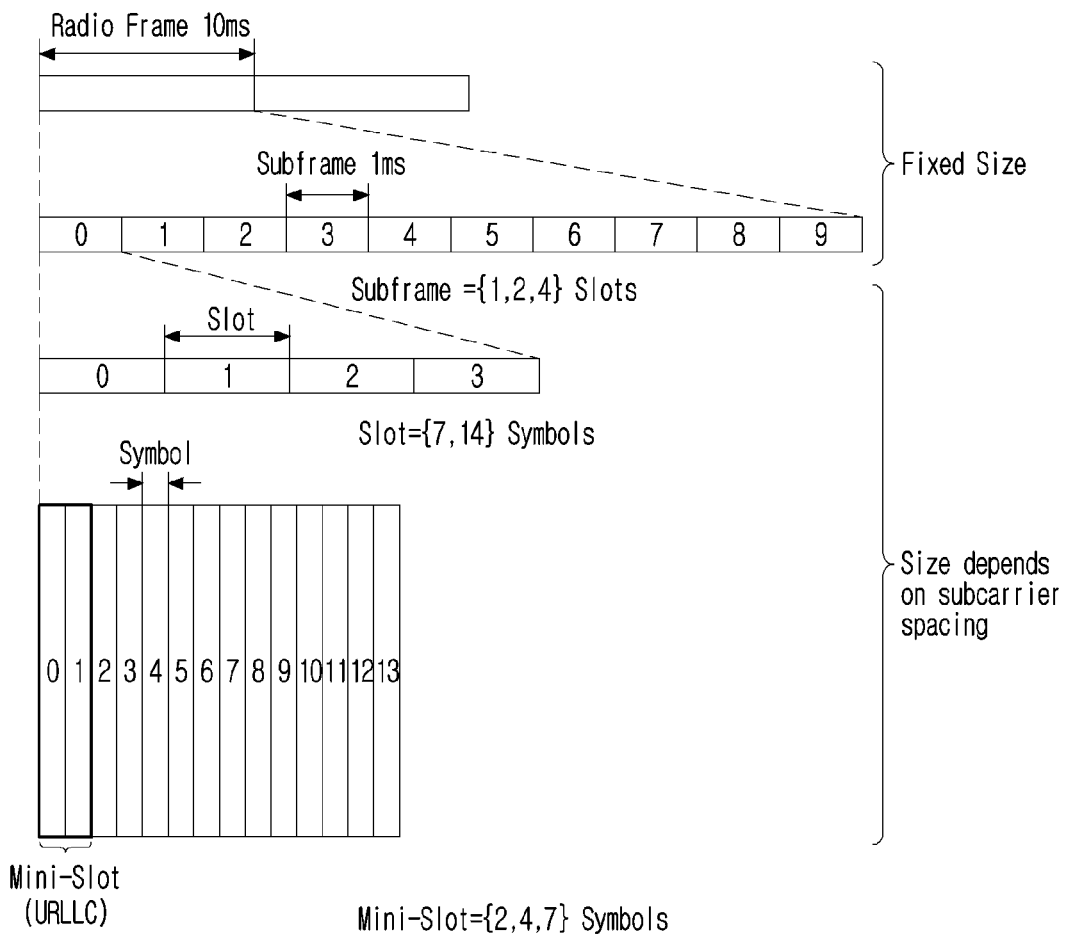 Radio Frame 10ms
Subframe 1ms
Fixed Size
0 1 2 3 4 5 6 7 8 9
Subframe ={1,2,4} Slots
Slot
0 1 2 3
Slot={7,14} Symbols
Symbol
Size depends
on subcarrier
spacing
0 1 2 3 4 5 6 7 8 9 10 11 12 13
Mini-Slot
(URLLC)
Mini-Slot={2,4,7} Symbols